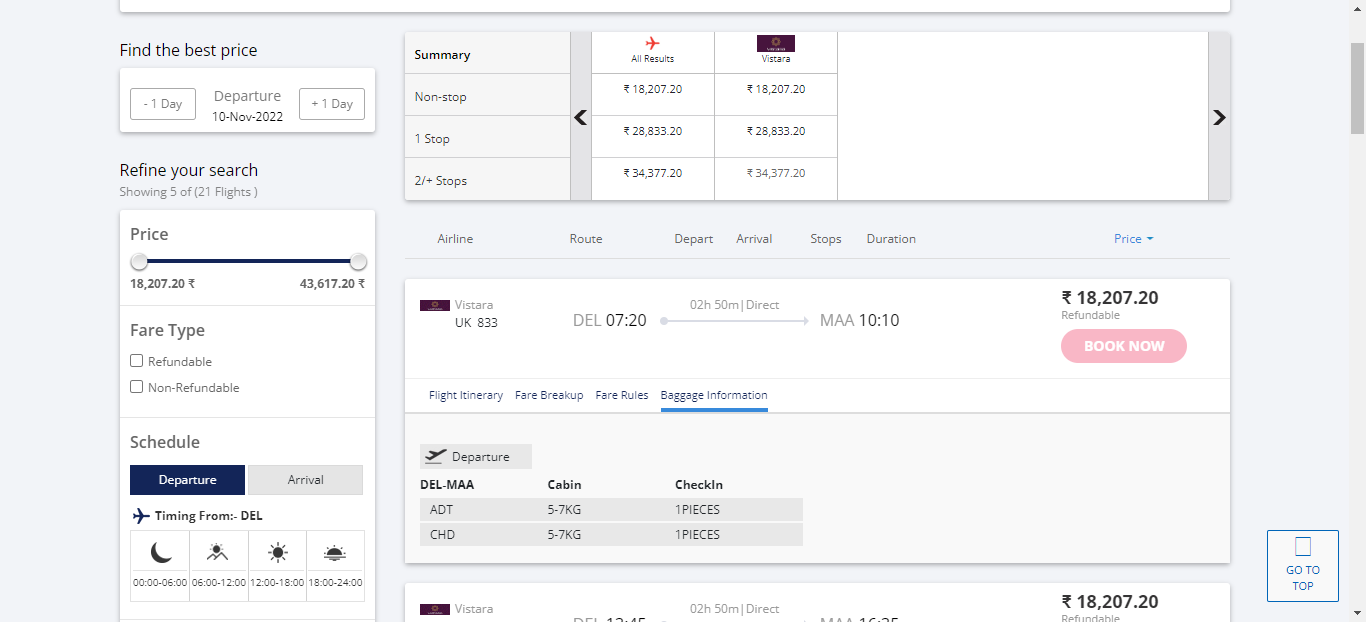 Find the best price
- 1 Day
Departure
10-Nov-2022
+ 1 Day
Refine your search
Showing 5 of (21 Flights )
Price
18,207.20 ₹ 43,617.20 ₹
Fare Type
Refundable
Non-Refundable
Schedule
Departure Arrival
Timing From:- DEL
00:00-06:00 06:00-12:00 12:00-18:00 18:00-24:00
Summary All Results Vistara
Non-stop ₹ 18,207.20 ₹ 18,207.20
1 Stop ₹ 28,833.20 ₹ 28,833.20
2/+ Stops ₹ 34,377.20 ₹ 34,377.20
Airline Route Depart Arrival Stops Duration Price
Vistara
UK 833
DEL 07:20
02h 50m|Direct
MAA 10:10
₹ 18,207.20
Refundable
BOOK NOW
Flight Itinerary Fare Breakup Fare Rules Baggage Information
Departure
DEL-MAA Cabin CheckIn
ADT 5-7KG 1PIECES
CHD 5-7KG 1PIECES
Vistara 02h 50m|Direct ₹ 18,207.20
GO TO
TOP